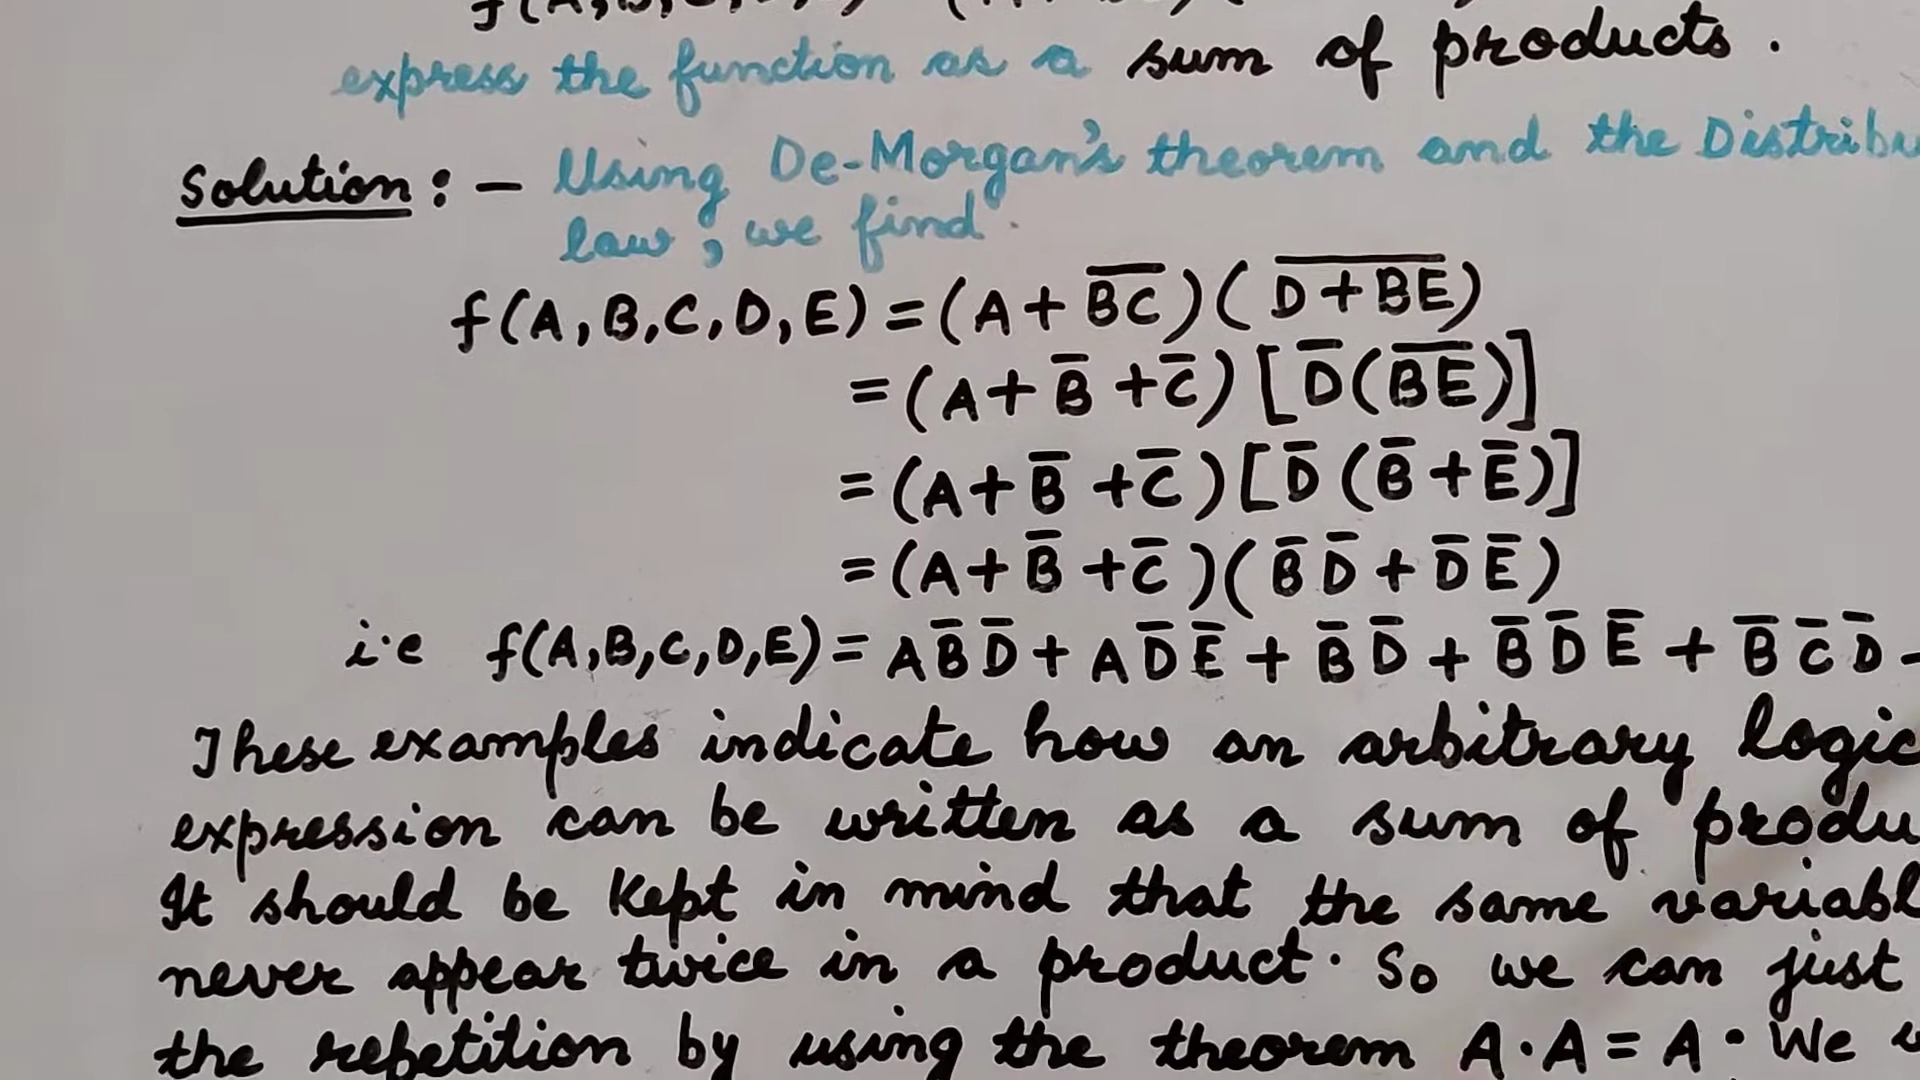 express the function as a sum of products.
Solution:- Using De-Morgan's theorem and the Distribu
law, we find.
f(A,B,C,D,E) = (A + B̅C̅)( D̅+̅B̅E̅)
= (A + B̅ + C̅) [D̅(B̅E̅)]
= (A + B̅ + C̅)[D̅ (B̅ + E̅)]
= (A + B̅ + C̅)(B̅ D̅ + D̅ E̅)
i.e f(A,B,C,D,E) = A B̅ D̅ + A D̅ E̅ + B̅ D̅ + B̅ D̅ E̅ + B̅ C̅ D̅
These examples indicate how an arbitrary logic
expression can be written as a sum of produ
It should be kept in mind that the same variabl
never appear twice in a product. So we can just
the repetition by using the theorem A·A = A. We